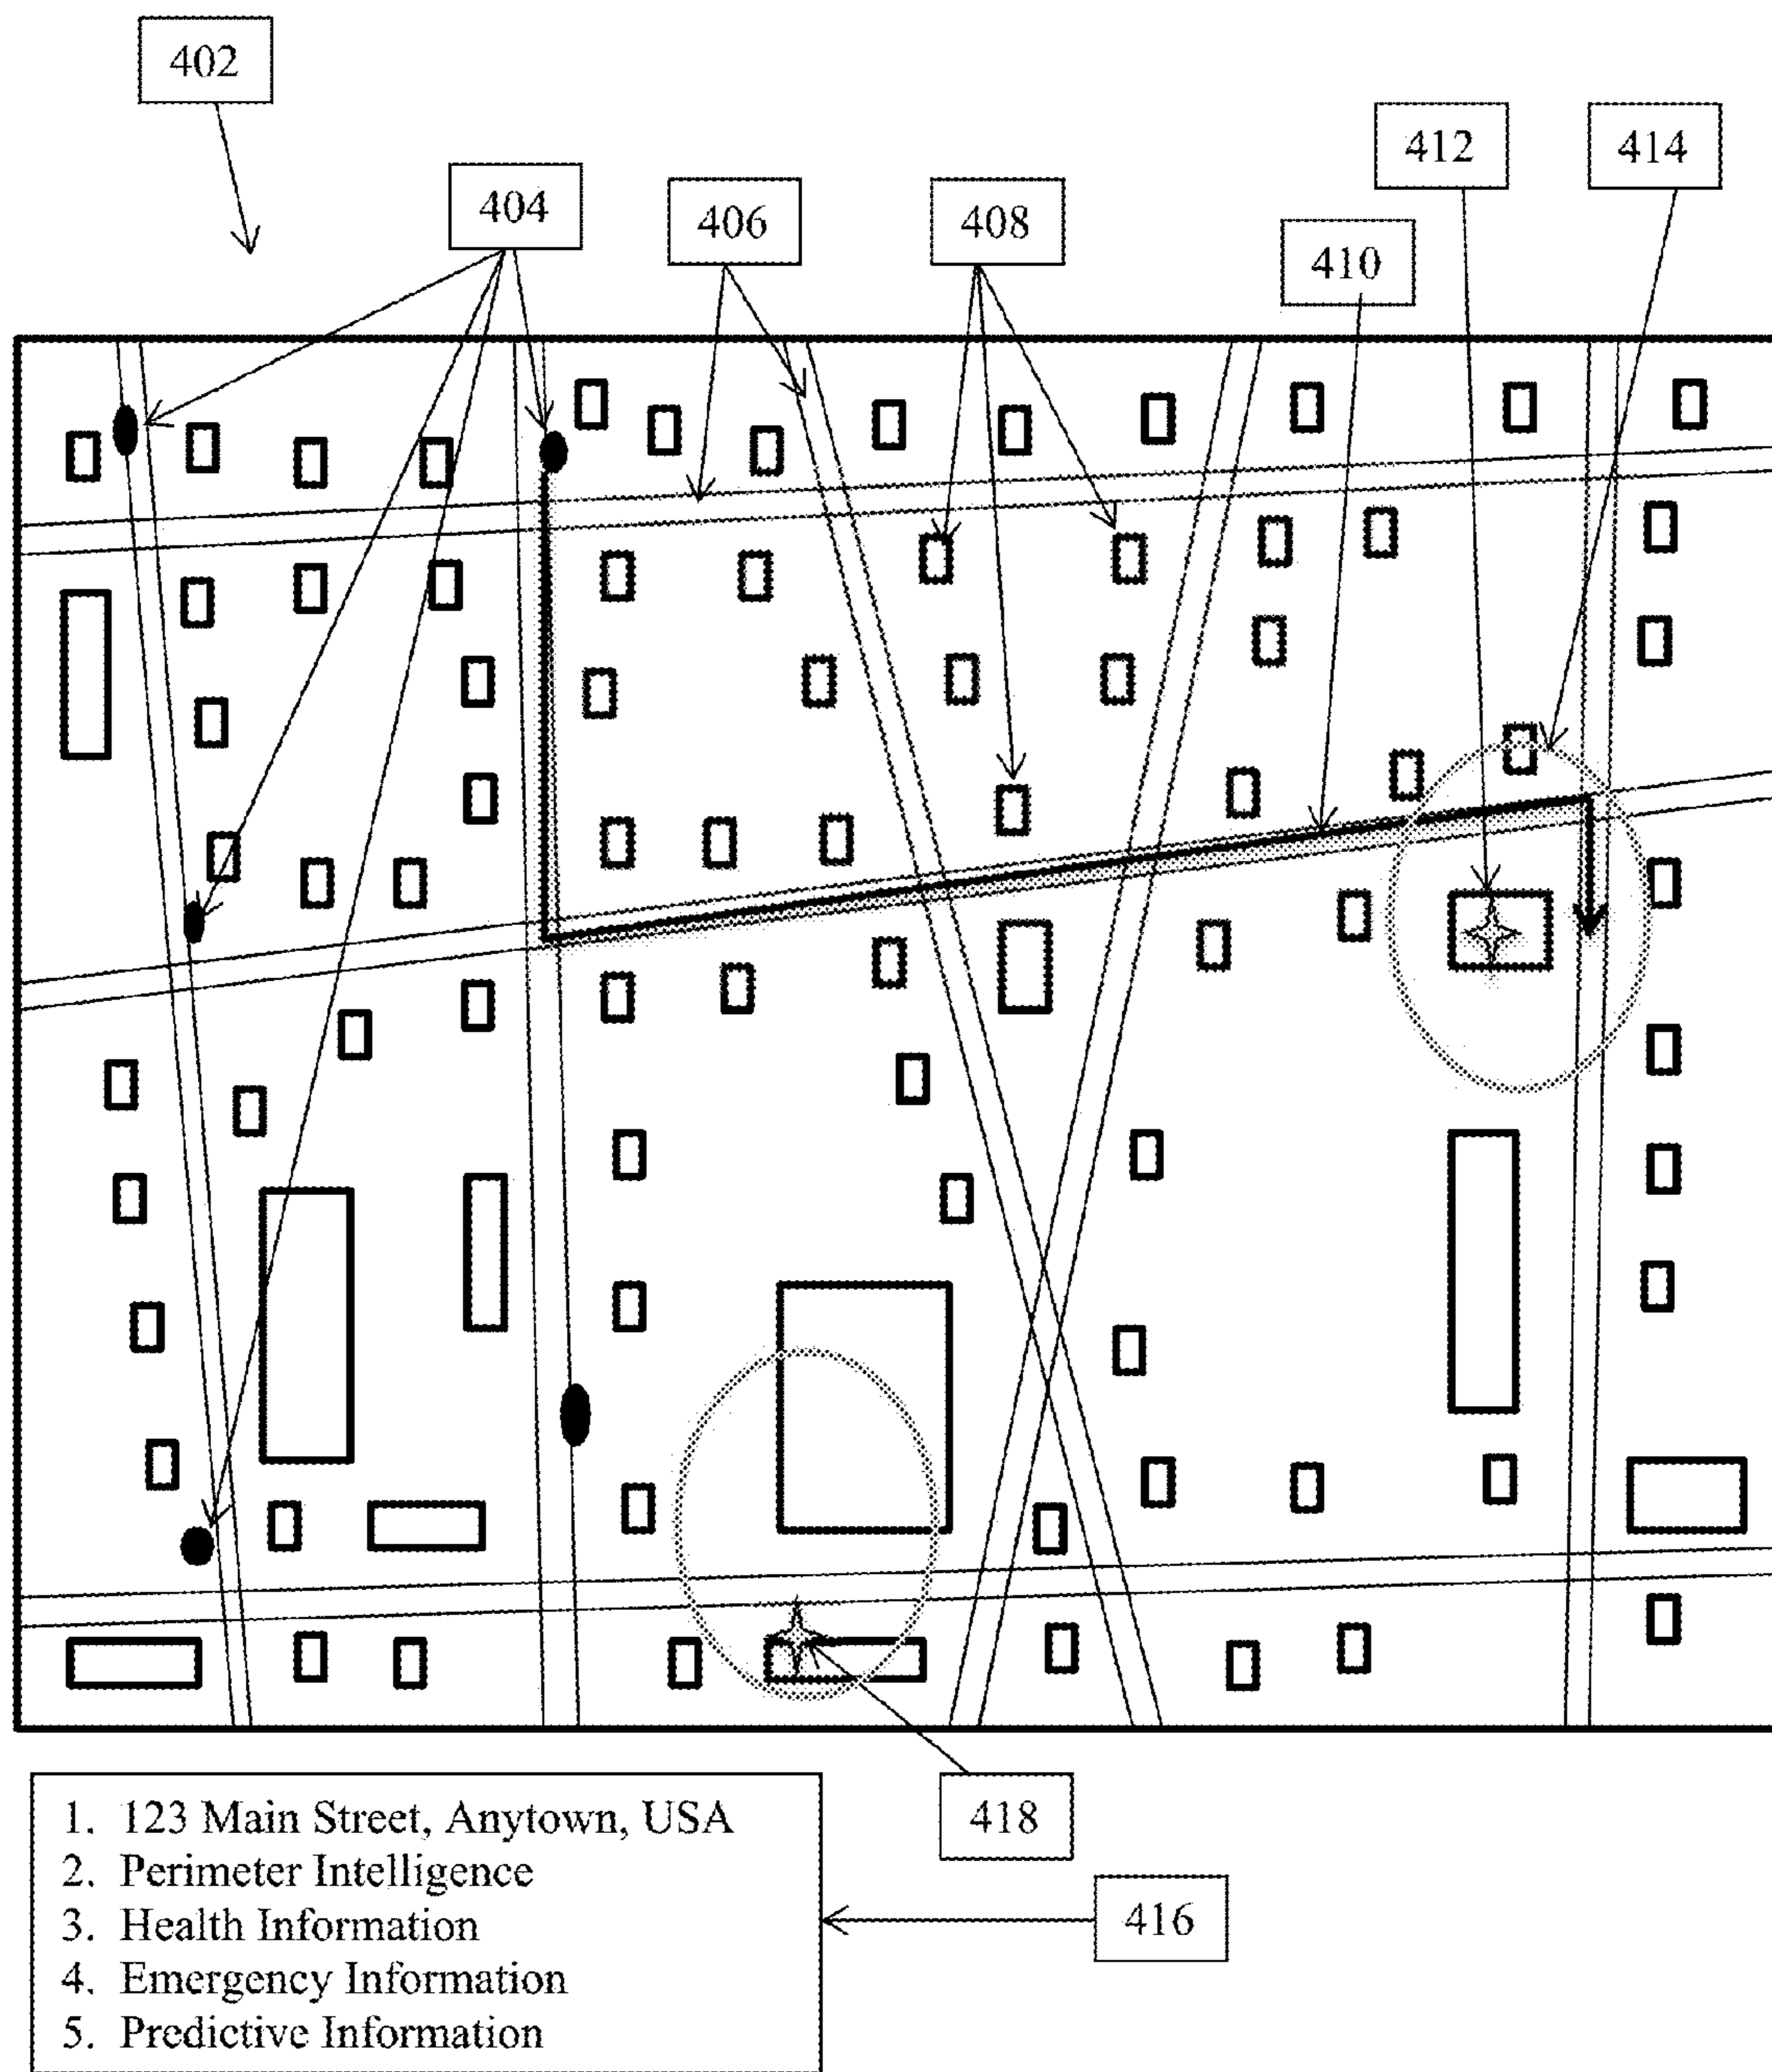 402
412
414
404
406
408
410
1. 123 Main Street, Anytown, USA
2. Perimeter Intelligence
3. Health Information
4. Emergency Information
5. Predictive Information
418
416